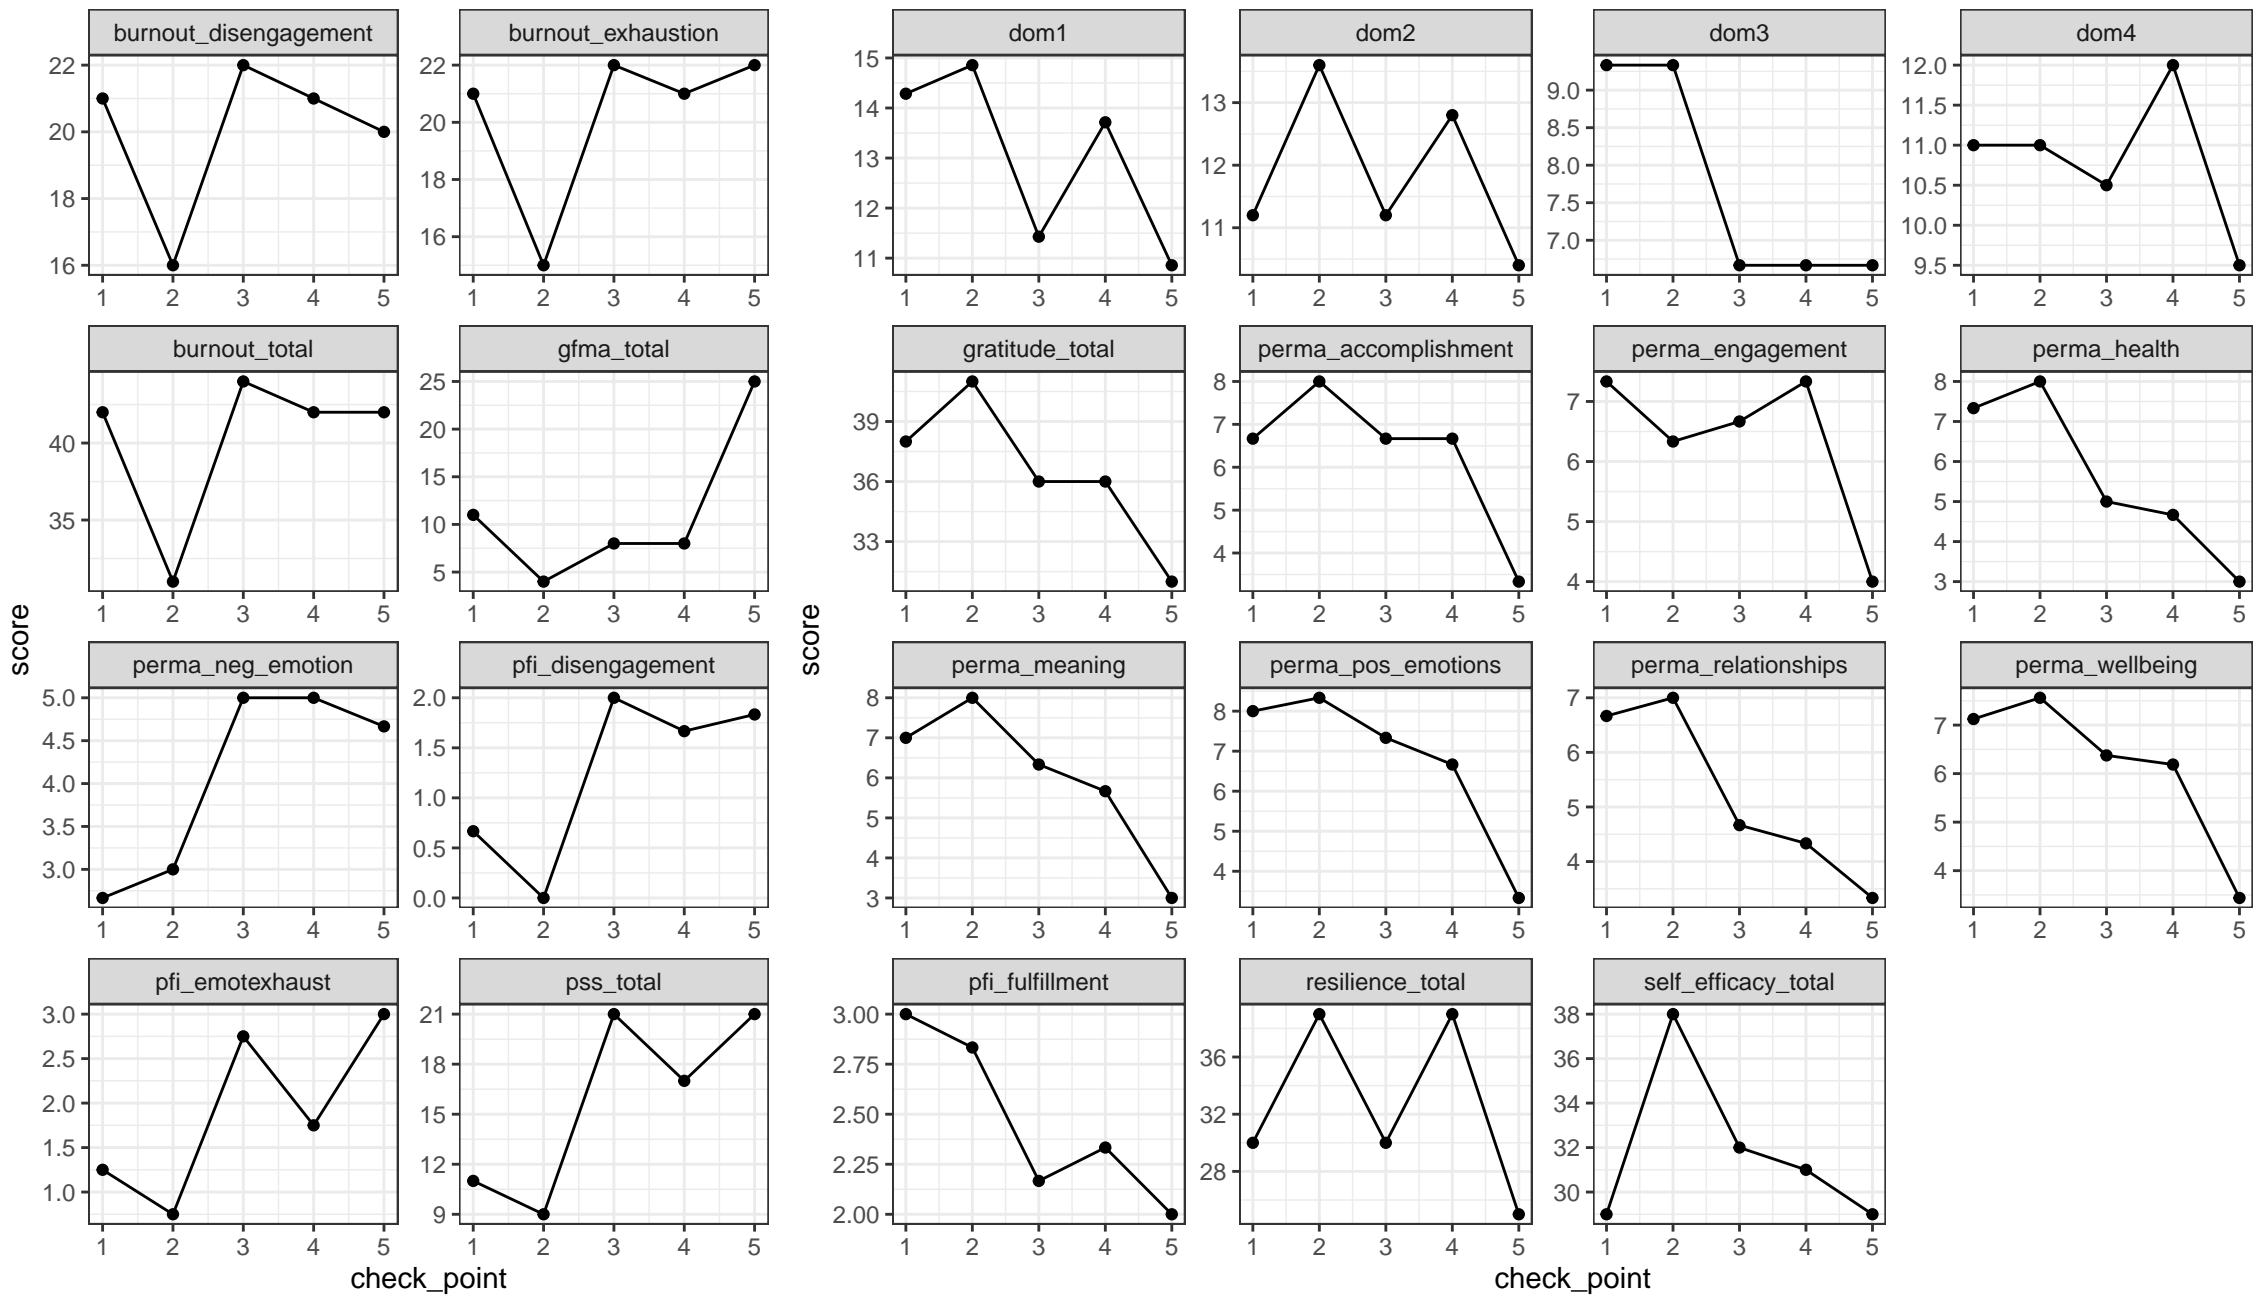 burnout_disengagement
22
20
18
16
1 2 3 4 5
burnout_exhaustion
22
20
18
16
1 2 3 4 5
burnout_total
40
35
1 2 3 4 5
gfma_total
25
20
15
10
5
1 2 3 4 5
perma_neg_emotion
5.0
4.5
4.0
3.5
3.0
1 2 3 4 5
pfi_disengagement
2.0
1.5
1.0
0.5
0.0
1 2 3 4 5
pfi_emotexhaust
3.0
2.5
2.0
1.5
1.0
1 2 3 4 5
pss_total
21
18
15
12
9
1 2 3 4 5
score
check_point
dom1
15
14
13
12
11
1 2 3 4 5
dom2
13
12
11
1 2 3 4 5
dom3
9.0
8.5
8.0
7.5
7.0
1 2 3 4 5
dom4
12.0
11.5
11.0
10.5
10.0
9.5
1 2 3 4 5
gratitude_total
39
36
33
1 2 3 4 5
perma_accomplishment
8
7
6
5
4
1 2 3 4 5
perma_engagement
7
6
5
4
1 2 3 4 5
perma_health
8
7
6
5
4
3
1 2 3 4 5
perma_meaning
8
7
6
5
4
3
1 2 3 4 5
perma_pos_emotions
8
7
6
5
4
1 2 3 4 5
perma_relationships
7
6
5
4
1 2 3 4 5
perma_wellbeing
7
6
5
4
1 2 3 4 5
pfi_fulfillment
3.00
2.75
2.50
2.25
2.00
1 2 3 4 5
resilience_total
36
32
28
1 2 3 4 5
self_efficacy_total
38
36
34
32
30
1 2 3 4 5
score
check_point